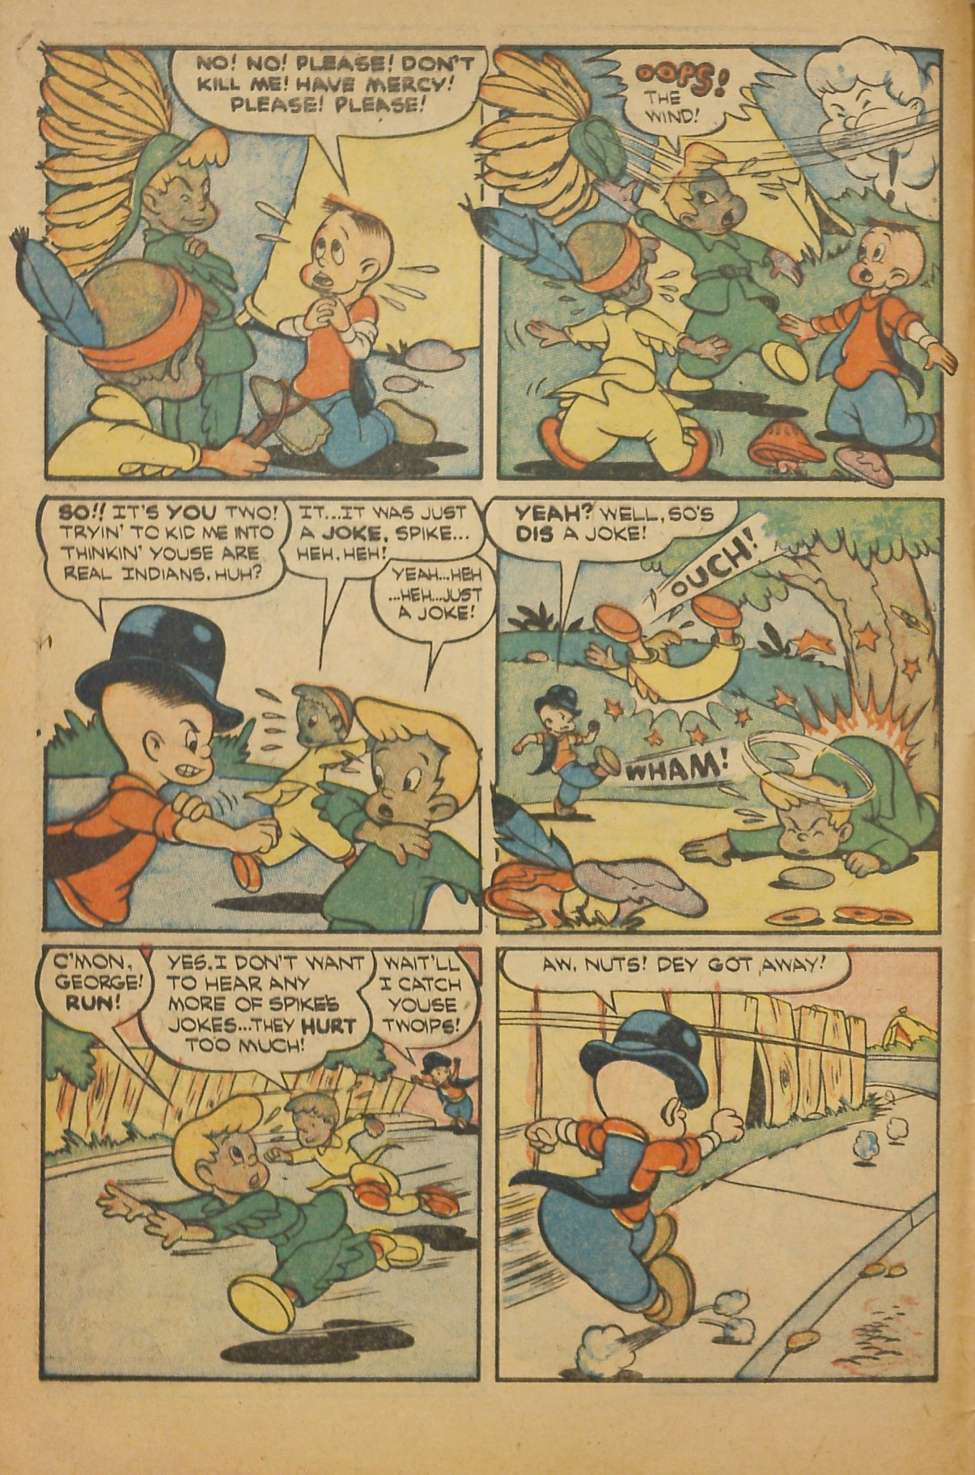 NO! NO! PLEASE! DON'T
KILL ME! HAVE MERCY!
PLEASE! PLEASE!
OOPS!
THE
WIND!
SO!! IT'S YOU TWO!
TRYIN' TO KID ME INTO
THINKIN' YOUSE ARE
REAL INDIANS, HUH?
IT...IT WAS JUST
A JOKE, SPIKE...
HEH, HEH!
YEAH...HEH
...HEH...JUST
A JOKE!
YEAH? WELL, SO'S
DIS A JOKE!
OUCH!
WHAM!
C'MON,
GEORGE!
RUN!
YES, I DON'T WANT
TO HEAR ANY
MORE OF SPIKE'S
JOKES...THEY HURT
TOO MUCH!
WAIT'LL
I CATCH
YOUSE
TWOIPS!
AW, NUTS! DEY GOT AWAY!